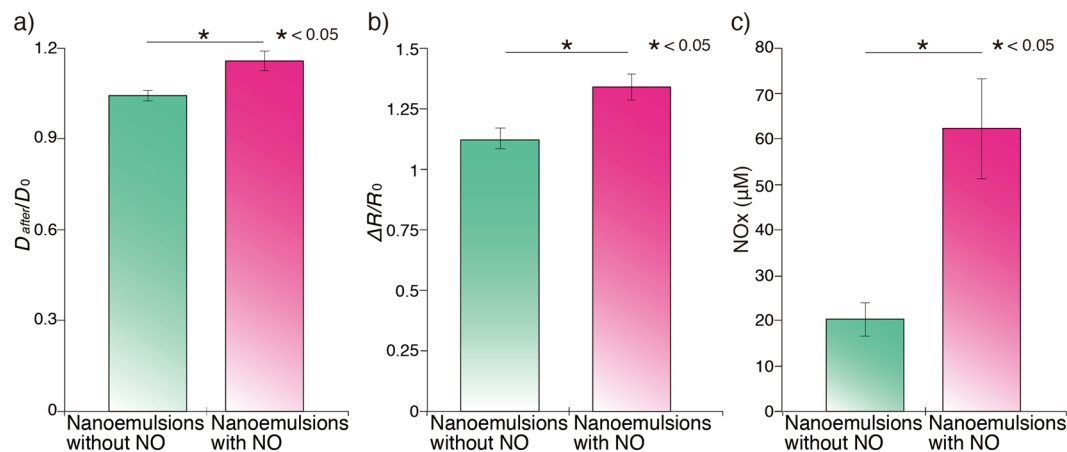 a)
* * < 0.05
1.2
0.9
0.6
0.3
0
D after/D0
Nanoemulsions without NO
Nanoemulsions with NO
b)
* * < 0.05
1.5
1.25
1
0.75
0.5
0.25
0
ΔR/R0
Nanoemulsions without NO
Nanoemulsions with NO
c)
* * < 0.05
80
70
60
50
40
30
20
10
0
NOx (μM)
Nanoemulsions without NO
Nanoemulsions with NO